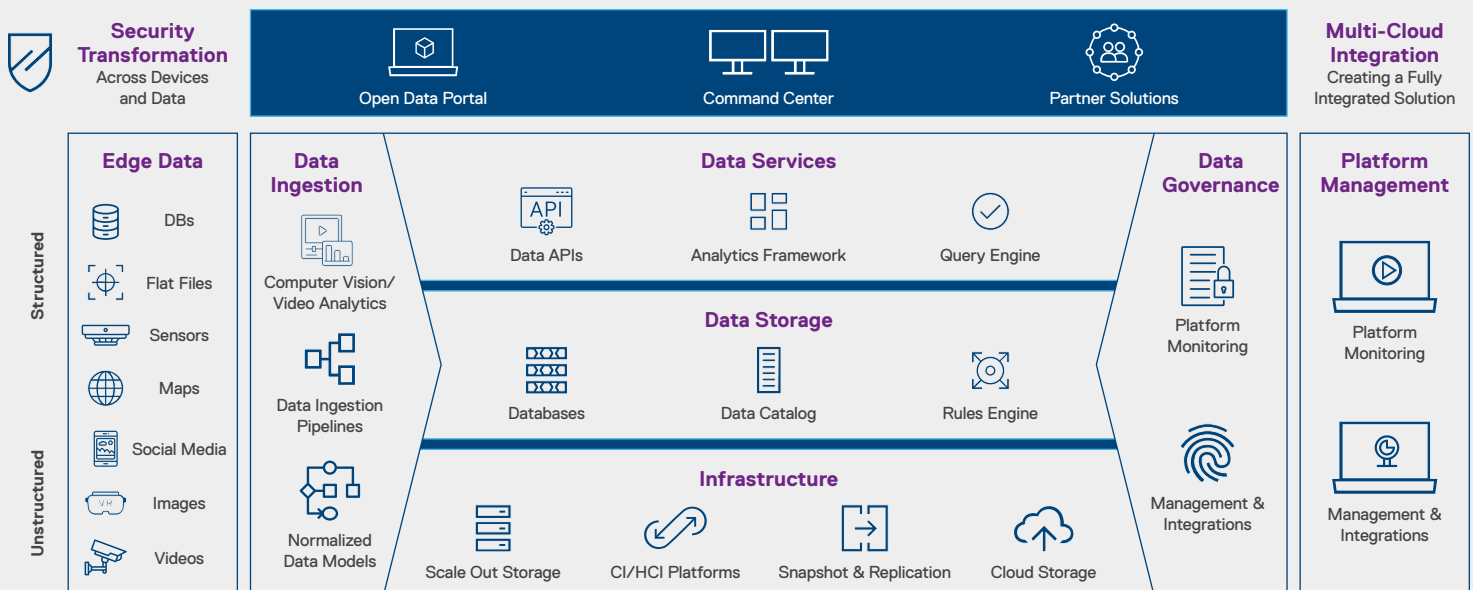 Security
Transformation
Across Devices
and Data
Open Data Portal
Command Center
Partner Solutions
Multi-Cloud
Integration
Creating a Fully
Integrated Solution
Structured
Unstructured
Edge Data
DBs
Flat Files
Sensors
Maps
Social Media
VR
Images
Videos
Data
Ingestion
Computer Vision/
Video Analytics
Data Ingestion
Pipelines
Normalized
Data Models
Data Services
API
Data APIs
Analytics Framework
Query Engine
Data Storage
Databases
Data Catalog
Rules Engine
Infrastructure
Scale Out Storage
CI/HCI Platforms
Snapshot & Replication
Cloud Storage
Data
Governance
Platform
Monitoring
Management &
Integrations
Platform
Management
Platform
Monitoring
Management &
Integrations